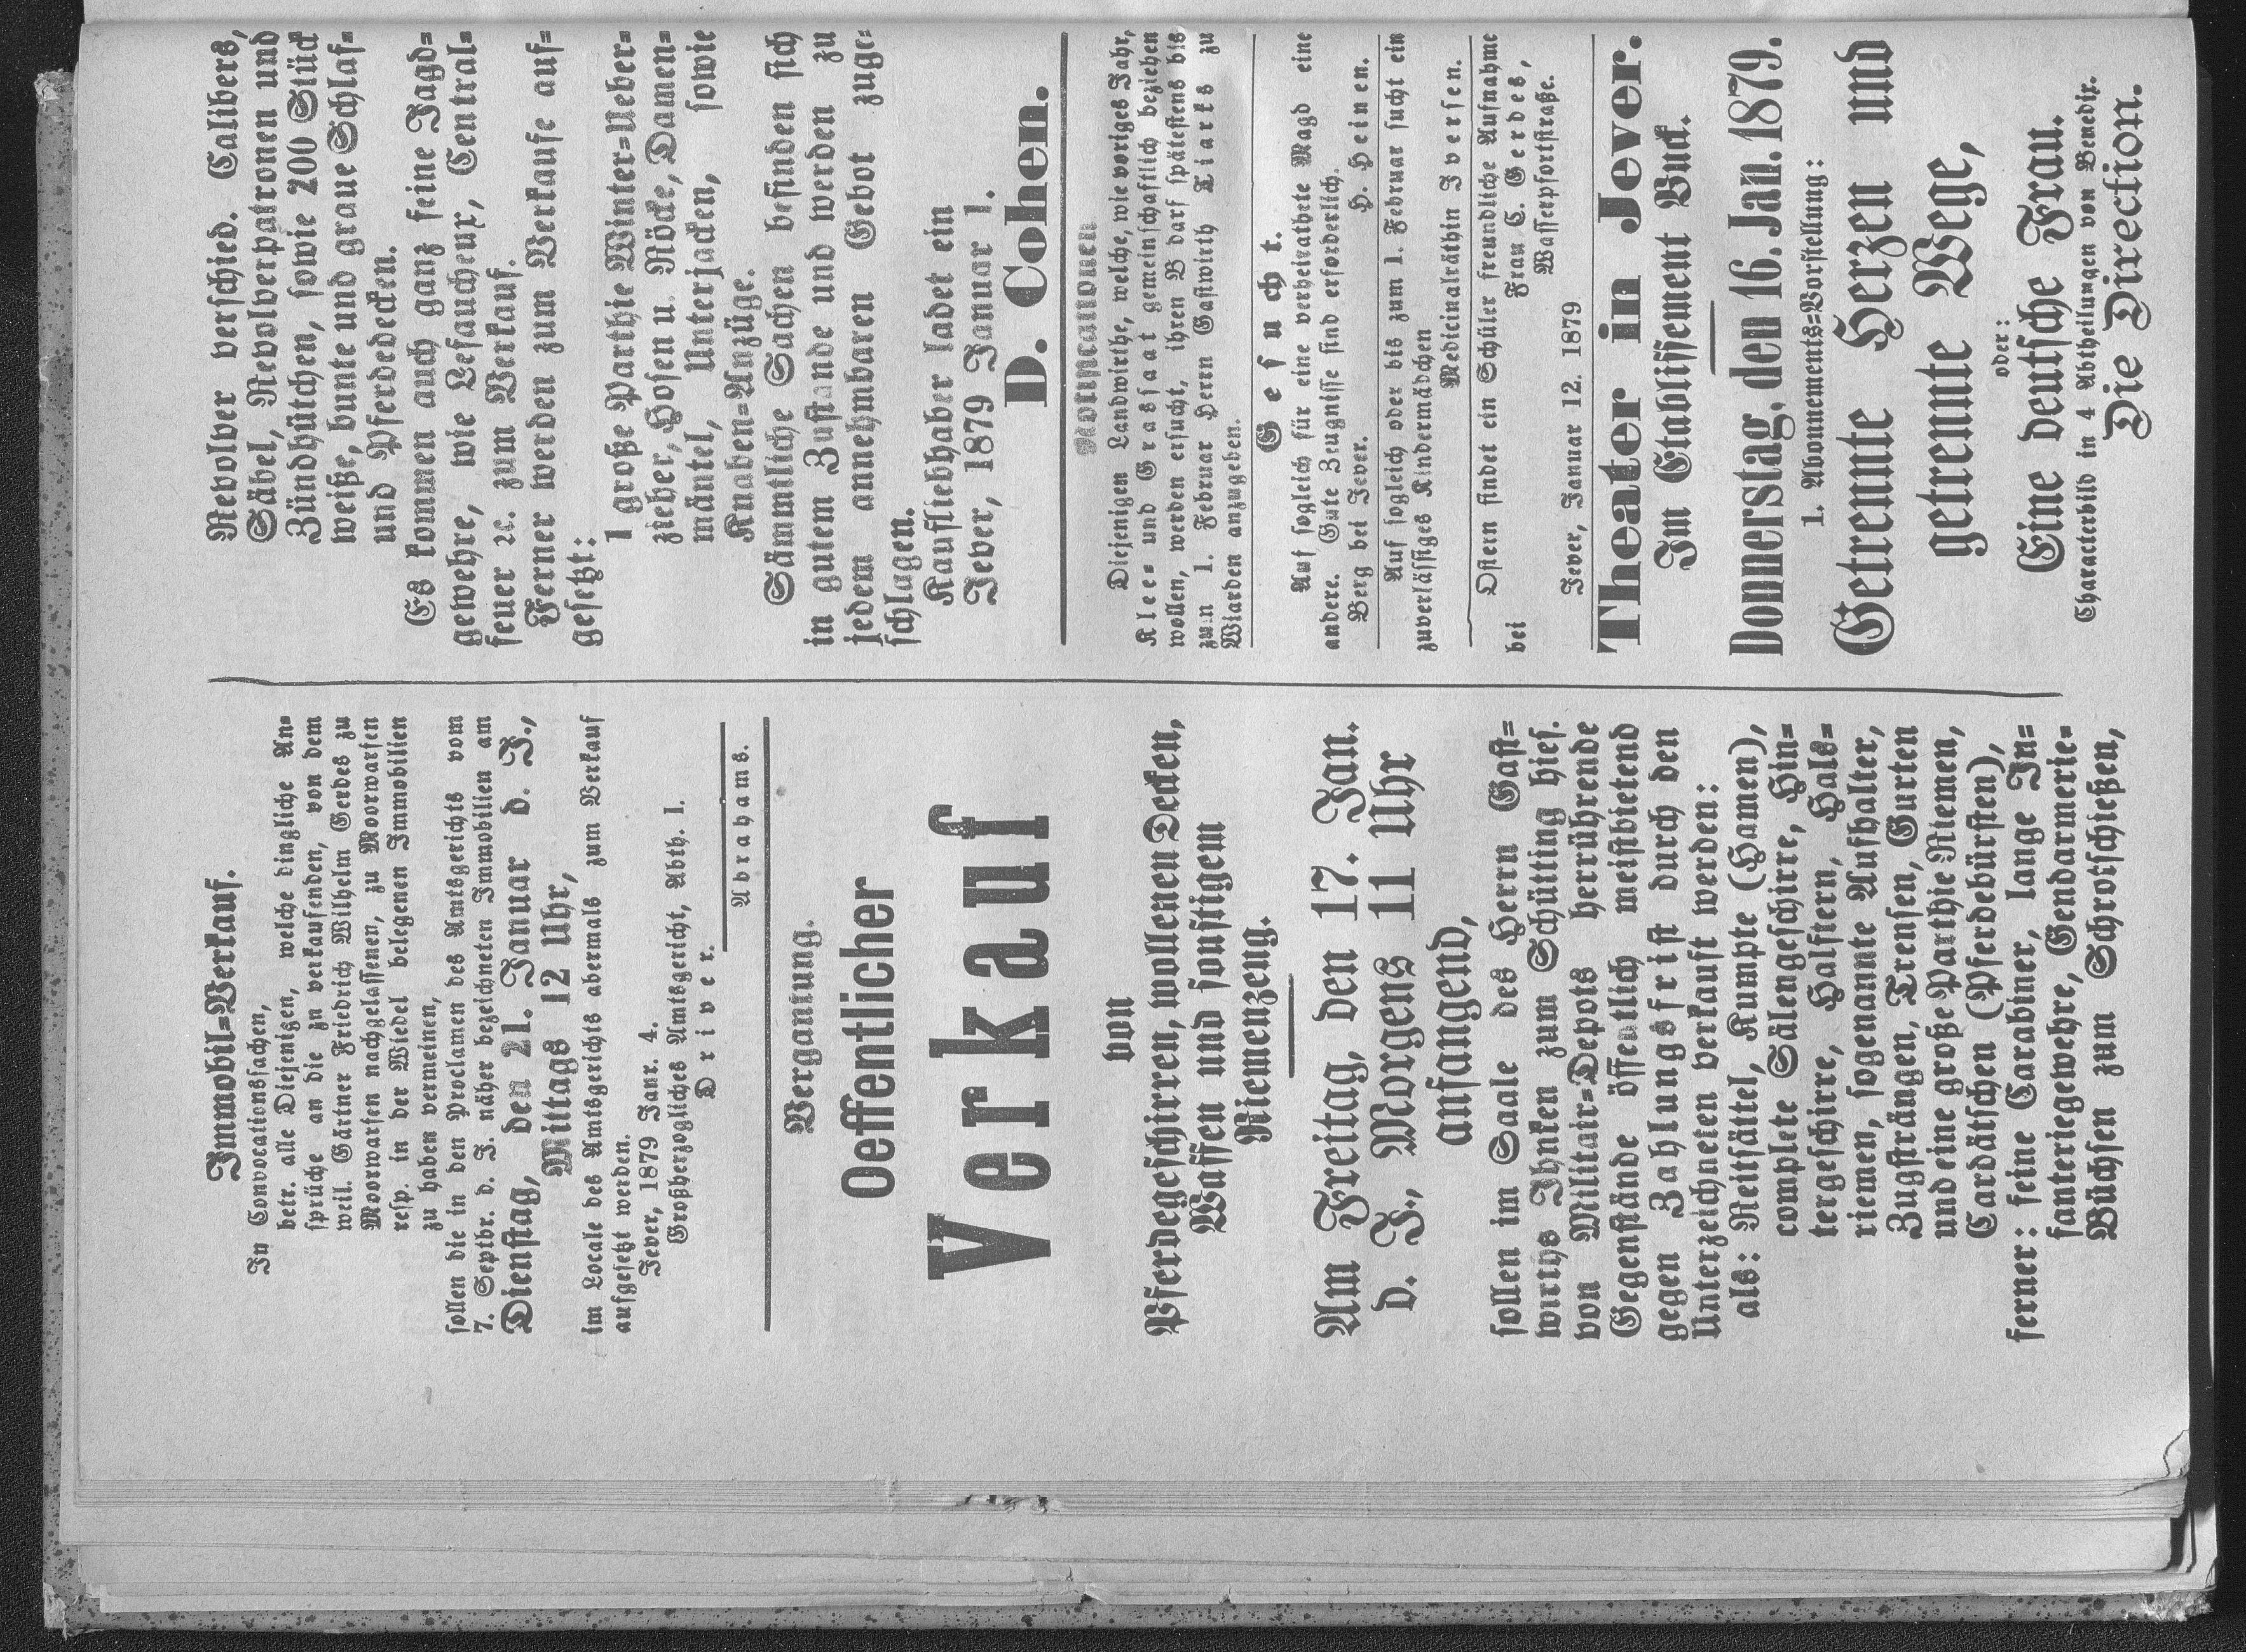 Immobil=Verkauf.
In Convocationssachen,
betr. alle Diejenigen, welche dingliche An=
sprüche an die zu verkaufenden, von dem
weil. Gärtner Friedrich Wilhelm Gerdes zu
Moorwarfen nachgelassenen, zu Moorwarfen
resp. in der Wiedel belegenen Immobilien
zu haben vermeinen,
sollen die in den Proclamen des Amtsgerichts vom
7. Septbr. v. J. näher bezeichneten Immobilien am
Dienstag, den 21. Januar d. J.,
Mittags 12 Uhr,
im Locale des Amtsgerichts abermals zum Verkauf
aufgesetzt werden.
Jever, 1879 Janr. 4.
Großherzogliches Amtsgericht, Abth. I.
Driver.
Abrahams.
Vergantung.
Oeffentlicher
Verkauf
von
Pferdegeschirren, wollenen Decken,
Waffen und sonstigem
Riemenzeug.
Am Freitag, den 17. Jan.
d. J., Morgens 11 Uhr
anfangend,
sollen im Saale des Herrn Gast=
wirths Ihnken zum Schütting hies.
von Militair=Depots herrührende
Gegenstände öffentlich meistbietend
gegen Zahlungsfrist durch den
Unterzeichneten verkauft werden:
als: Reitsättel, Kumpte (Hamen),
complete Sälengeschirre, Hin=
tergeschirre, Halftern, Hals=
riemen, sogenannte Aufhalter,
Zugsträngen, Trensen, Gurten
und eine große Parthie Riemen,
Cardätschen (Pferdebürsten),
ferner: feine Carabiner, lange In=
fanteriegewehre, Gendarmerie=
Büchsen zum Schrotschießen,
Revolver verschied. Calibers,
Säbel, Revolverpatronen und
Zündhütchen, sowie 200 Stück
weiße, bunte und graue Schlaf=
und Pferdedecken.
Es kommen auch ganz feine Jagd=
gewehre, wie Lefaucheux, Central=
feuer 2c. zum Verkauf.
Ferner werden zum Verkaufe auf=
gesetzt:
1 große Parthie Winter=Ueber=
zieher, Hosen u. Röcke, Damen=
mäntel, Unterjacken, sowie
Knaben=Anzüge.
Sämmtliche Sachen befinden sich
in gutem Zustande und werden zu
jedem annehmbaren Gebot zuge=
schlagen.
Kaufliebhaber ladet ein
Jever, 1879 Januar 1.
D. Cohen.
Notificationen.
Diejenigen Landwirthe, welche, wie voriges Jahr,
Klee= und Grassaat gemeinschaftlich beziehen
wollen, werden ersucht, ihren Bedarf spätestens bis
zum 1. Februar Herrn Gastwirth Tiarks zu
Wiarden anzugeben.
Gesucht.
Auf sogleich für eine verheirathete Magd eine
andere. Gute Zeugnisse sind erforderlich.
Berg bei Jever. H. Heinen.
Auf sogleich oder bis zum 1. Februar sucht ein
zuverlässiges Kindermädchen
Medicinalräthin Iversen.
Ostern findet ein Schüler freundliche Aufnahme
bei Frau C. Gerdes,
Wasserpfortstraße.
Jever, Januar 12. 1879
Theater in Jever.
Im Etablissement Buck.
Donnerstag, den 16. Jan. 1879.
1. Abonnements=Vorstellung:
Getrennte Herzen und
getrennte Wege,
oder:
Eine deutsche Frau.
Characterbild in 4 Abtheilungen von Benedix.
Die Direction.